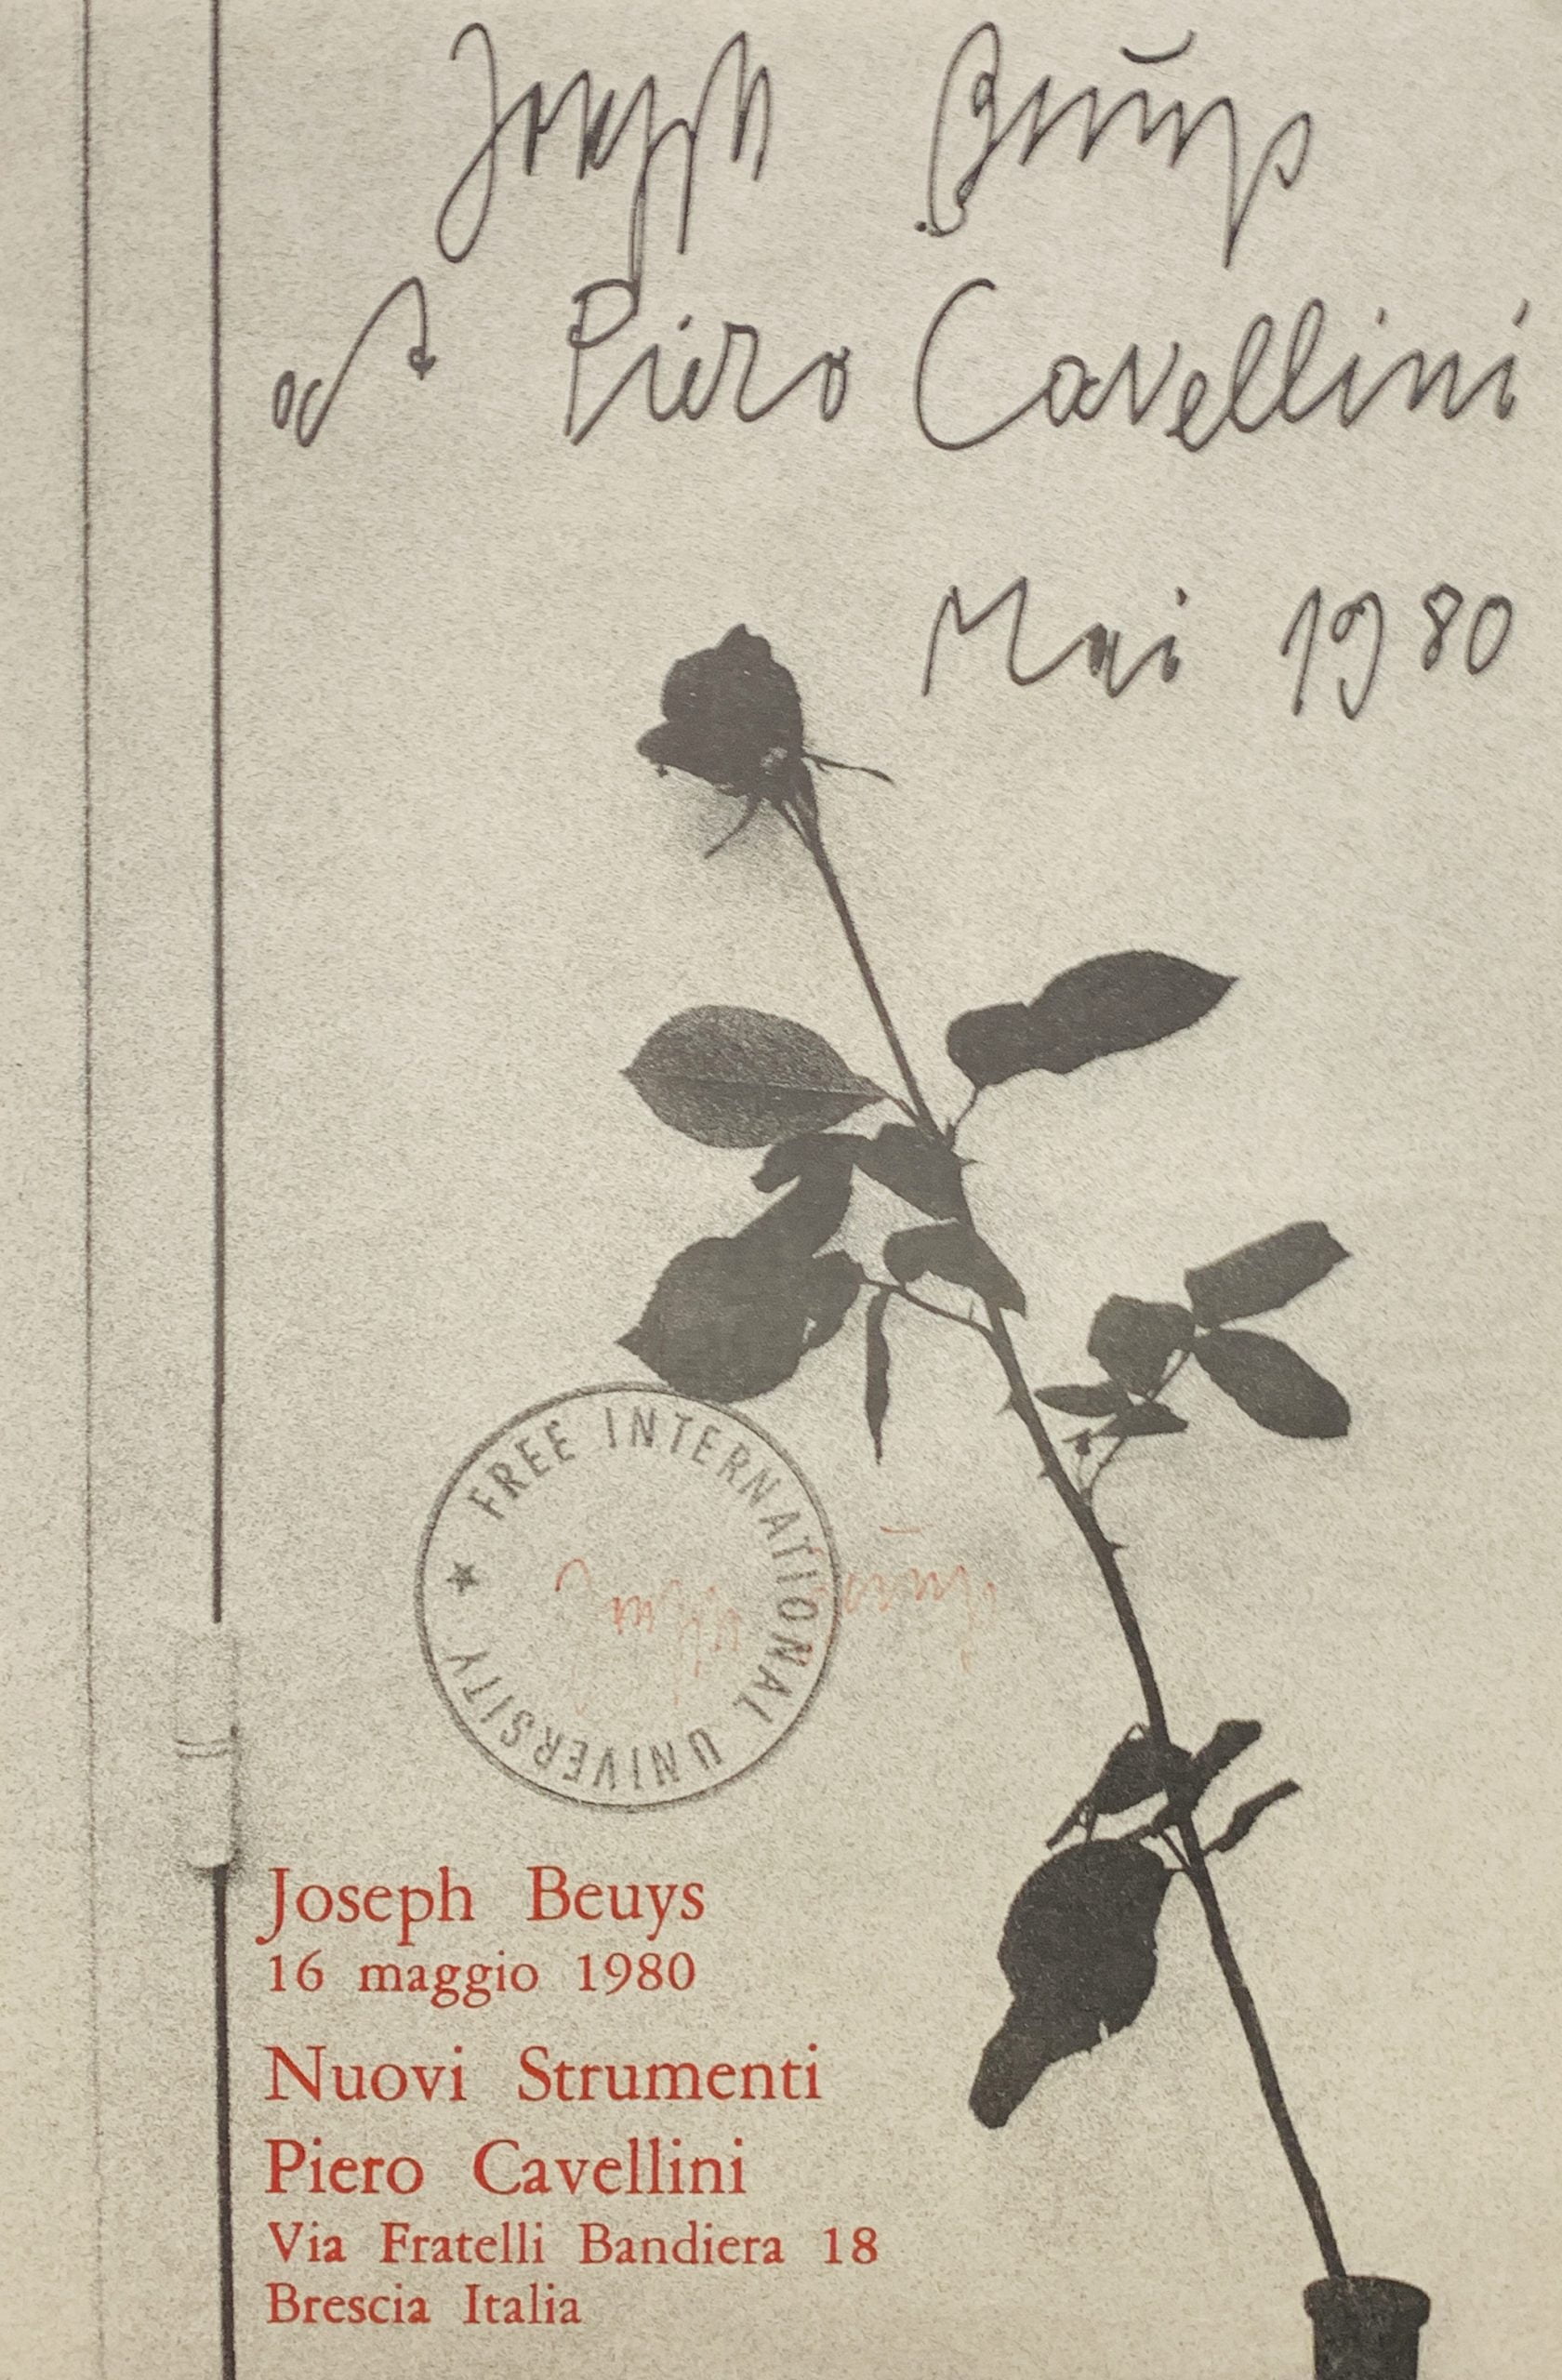 Joseph Beuys
at Piero Cavellini
Mai 1980
FREE INTERNATIONAL UNIVERSITY ★
Joseph Beuys
16 maggio 1980
Nuovi Strumenti
Piero Cavellini
Via Fratelli Bandiera 18
Brescia Italia